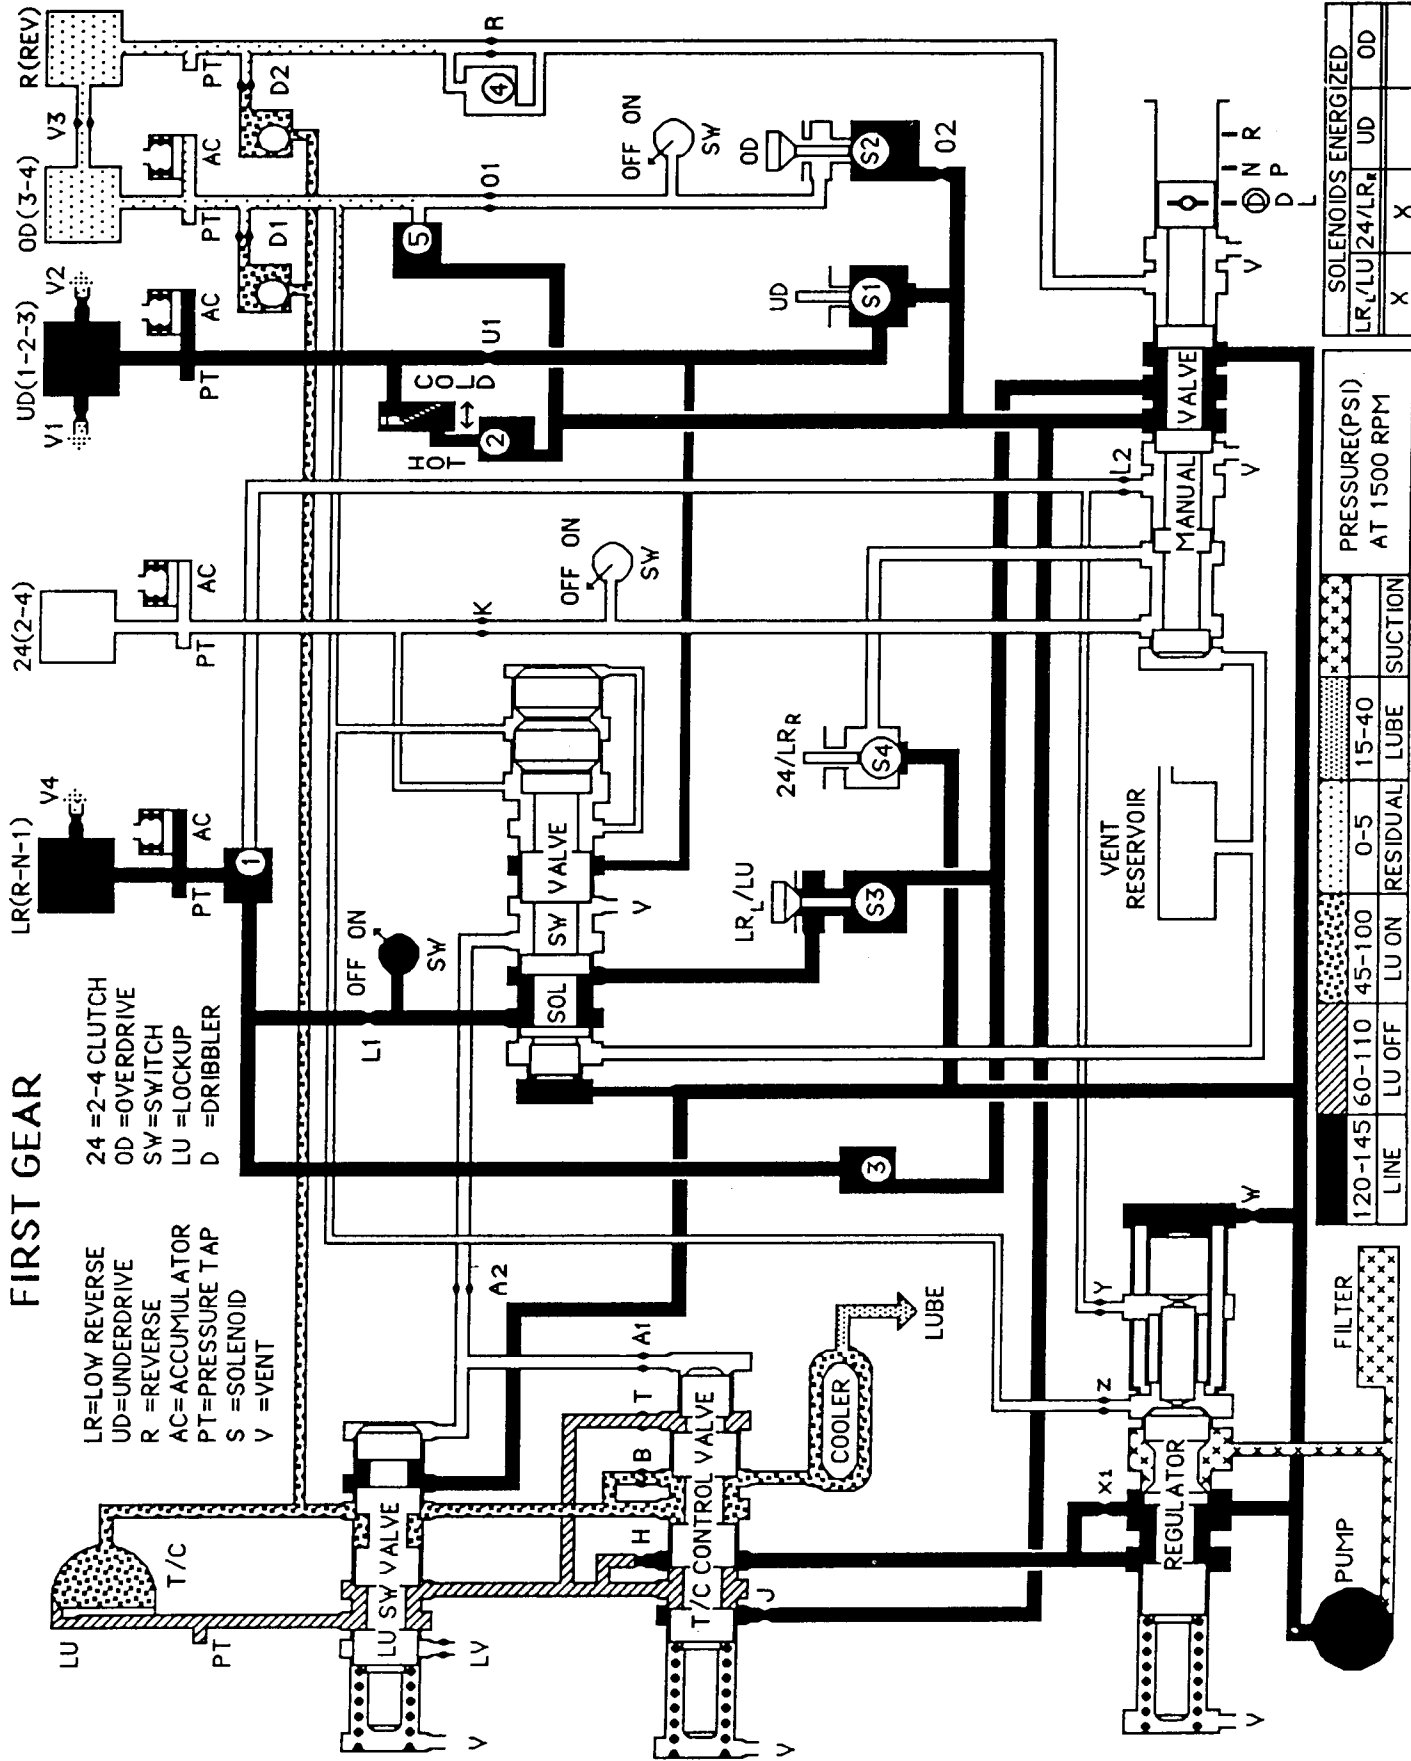 FIRST GEAR
LR=LOW REVERSE
UD=UNDERDRIVE
R =REVERSE
AC=ACCUMULATOR
PT=PRESSURE TAP
S =SOLENOID
V =VENT
24 =2-4 CLUTCH
OD =OVERDRIVE
SW=SWITCH
LU =LOCKUP
D =DRIBBLER
LR(R-N-1)
V4
24(2-4)
UD(1-2-3)
V1
V2
OD(3-4)
V3
R(REV)
PT
AC
PT
AC
PT
AC
PT
AC
PT
D1
D2
1
LU
T/C
PT
OFF ON
SW
L1
K
HOT
COLD
2
U1
5
O1
4
R
OFF ON
SW
OFF ON
SW
LU SW VALVE
LV
V
A2
SOL SW VALVE
V
UD
S1
OD
S2
O2
A1
T
B
H
T/C CONTROL VALVE
J
V
COOLER
LUBE
3
LRL/LU
S3
24/LRR
S4
VENT
RESERVOIR
L2
X1
Z
Y
W
REGULATOR
V
MANUAL VALVE
V
V
D N R
D P
L
PUMP
FILTER
120-145
60-110
45-100
0-5
15-40
LINE
LU OFF
LU ON
RESIDUAL
LUBE
SUCTION
PRESSURE(PSI)
AT 1500 RPM
SOLENOIDS ENERGIZED
LRL/LU
24/LRR
UD
OD
X
X